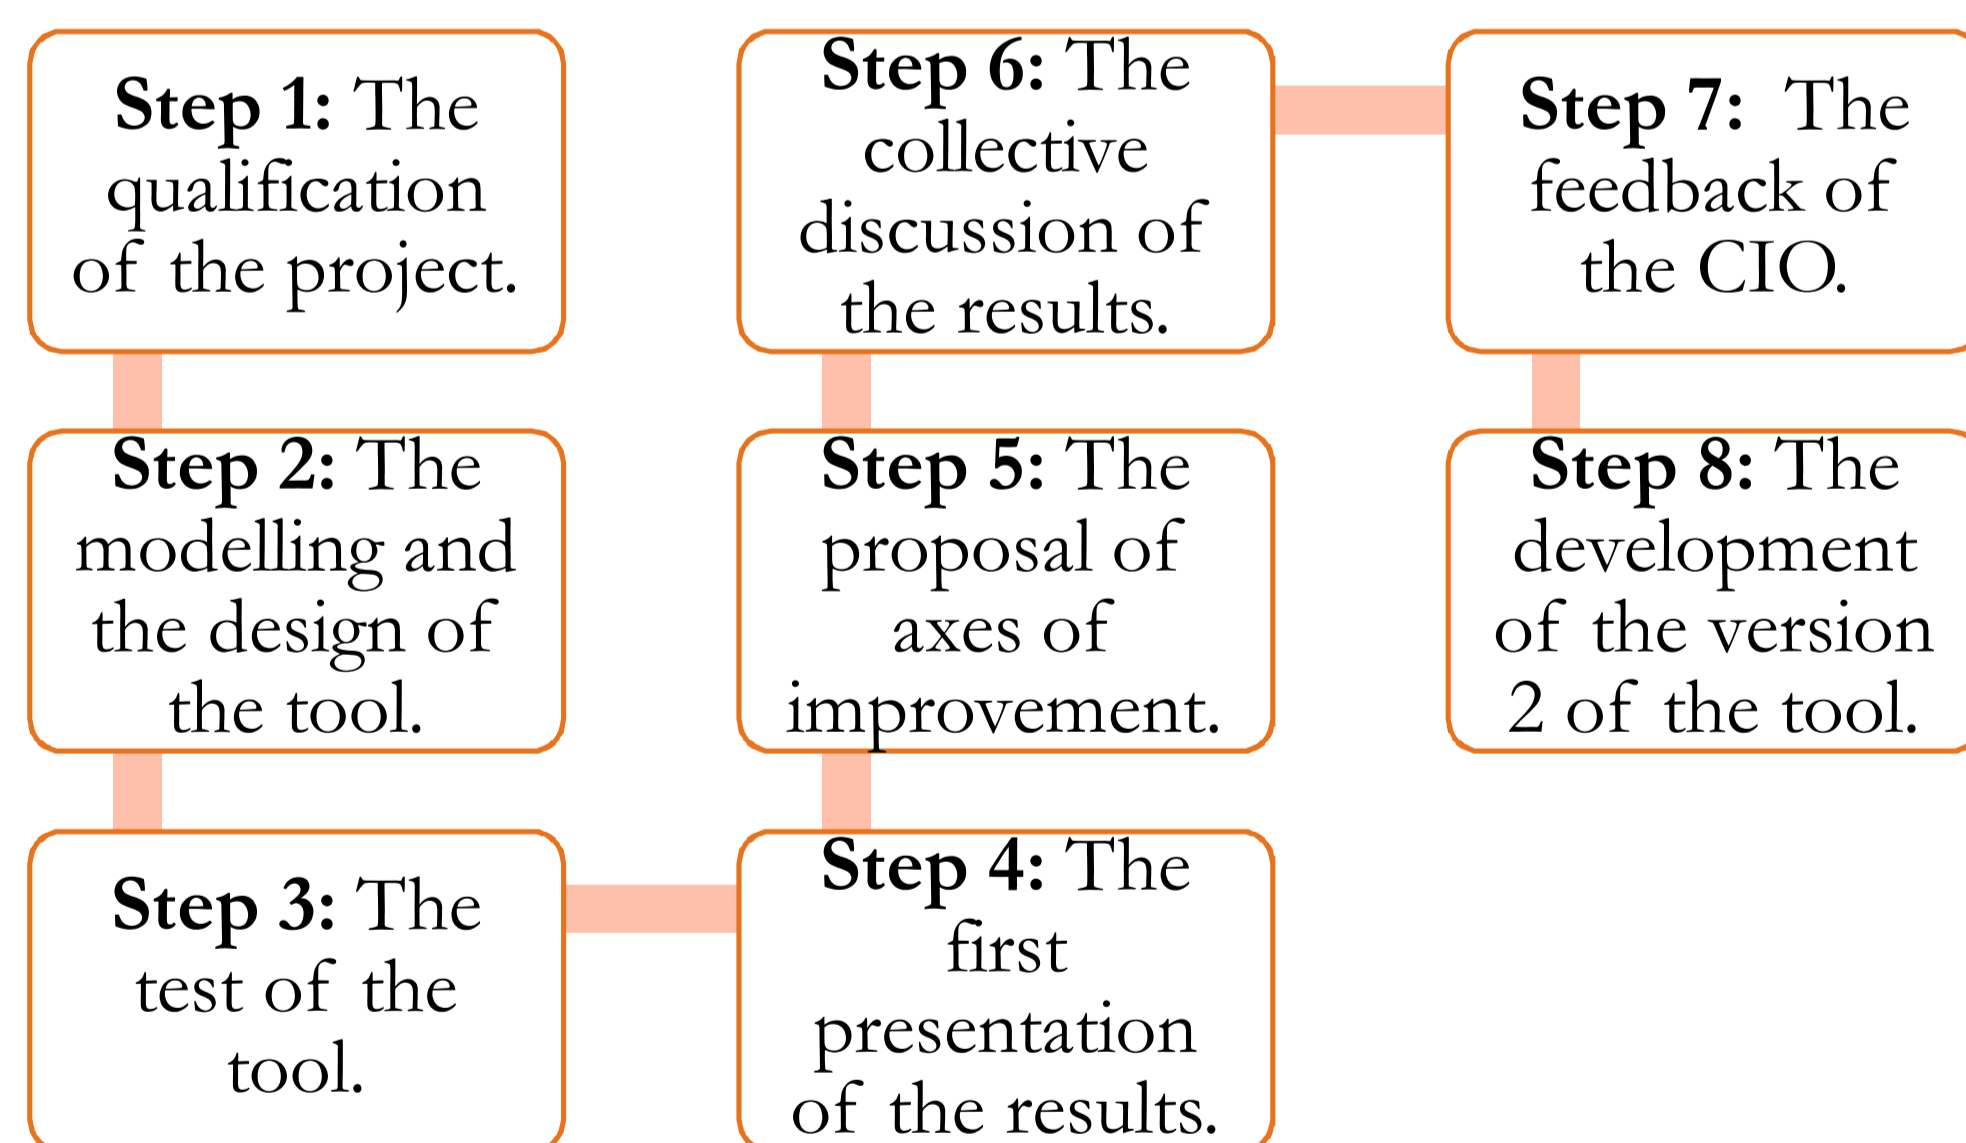 Step 1: The
qualification
of the project.
Step 2: The
modelling and
the design of
the tool.
Step 3: The
test of the
tool.
Step 4: The
first
presentation
of the results.
Step 5: The
proposal of
axes of
improvement.
Step 6: The
collective
discussion of
the results.
Step 7: The
feedback of
the CIO.
Step 8: The
development
of the version
2 of the tool.